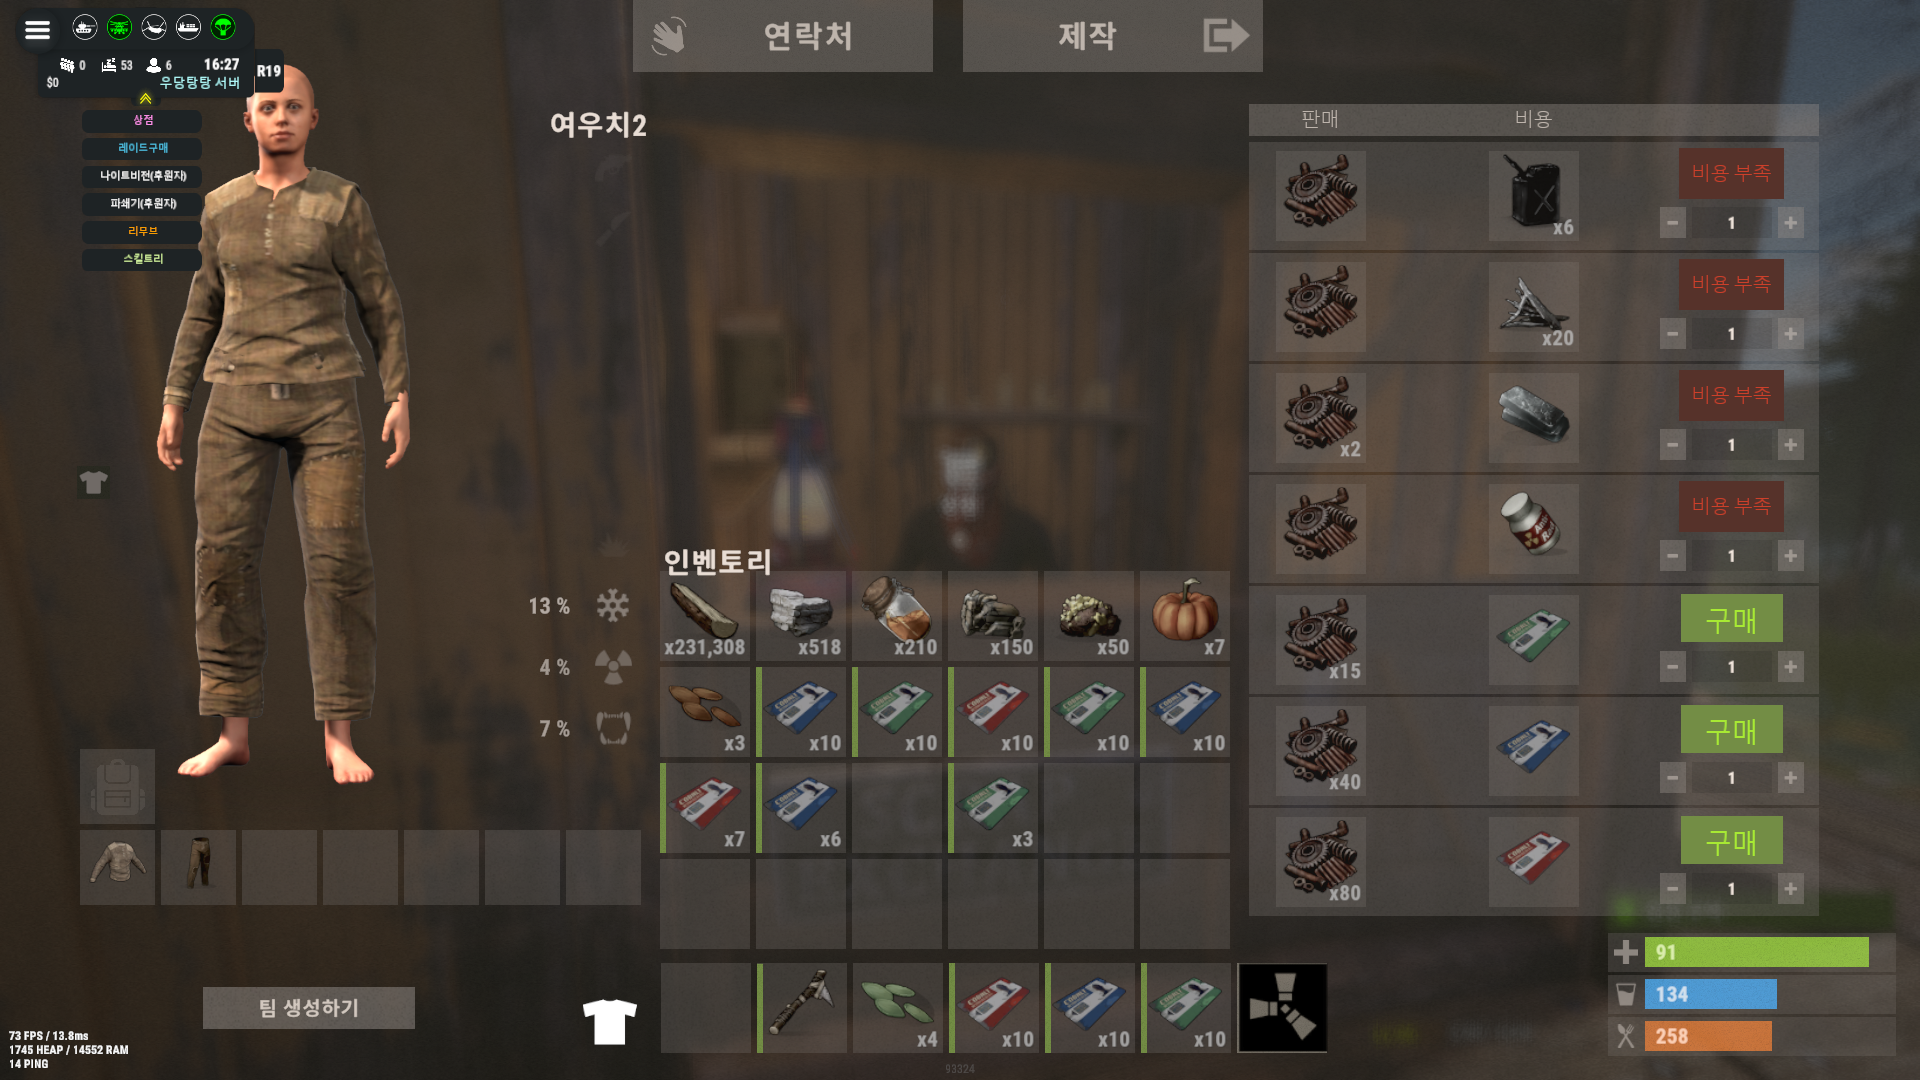 0 53 6 16:27
$0 우당탕탕 서버
R19
상점
레이드구매
나이트비전(후원자)
파쇄기(후원자)
리무브
스킬트리
연락처
제작
여우치2
13 %
4 %
7 %
인벤토리
x231,308 x518 x210 x150 x50 x7
x3 x10 x10 x10 x10 x10
x7 x6 x3
x4 x10 x10 x10
판매 비용
x6 비용 부족
1
x20 비용 부족
1
x2 비용 부족
1
비용 부족
1
x15 구매
1
x40 구매
1
x80 구매
1
91
134
258
팀 생성하기
73 FPS / 13.8ms
1745 HEAP / 14552 RAM
14 PING
93324